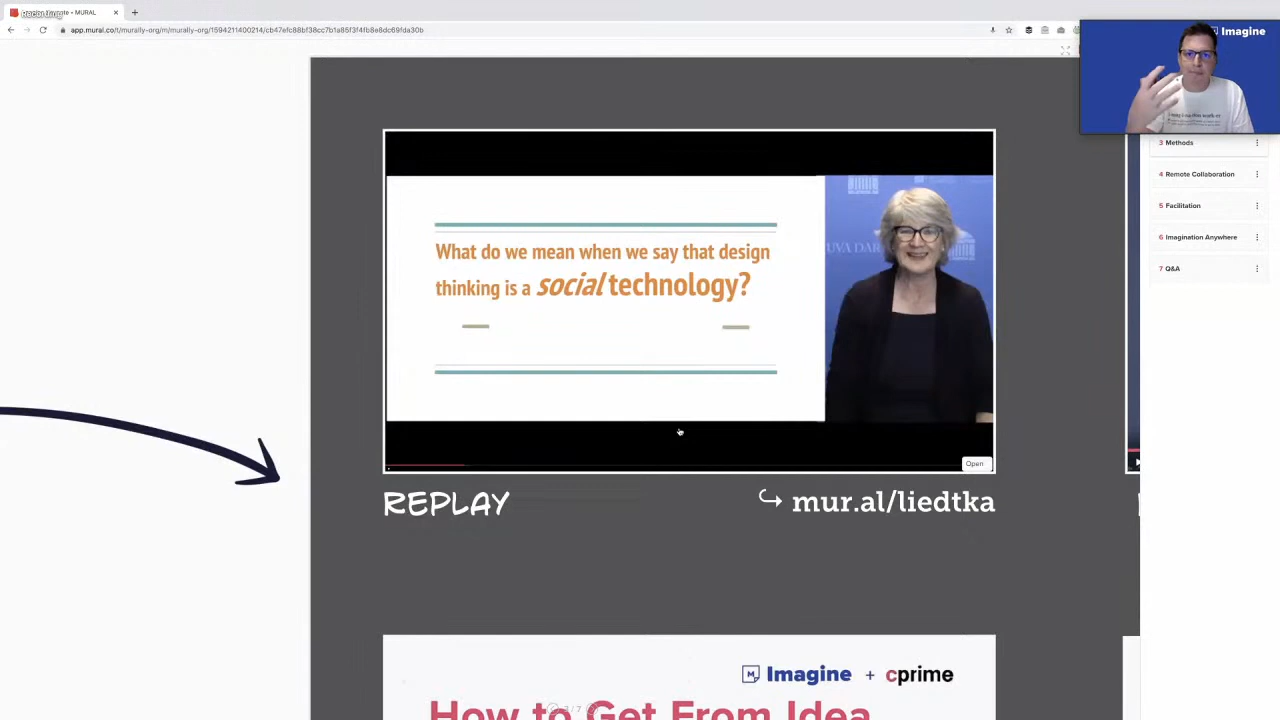 app.mural.co/t/murally-org/m/murally-org/1594211400214/cb47efc88bf38cc7b1a85f3f4fb8e8dc69fda30b
Imagine
3 Methods
4 Remote Collaboration
5 Facilitation
6 Imagination Anywhere
7 Q&A
What do we mean when we say that design
thinking is a social technology?
UVA DAR
Open
REPLAY
mur.al/liedtka
Imagine + cprime
How to Get From Idea